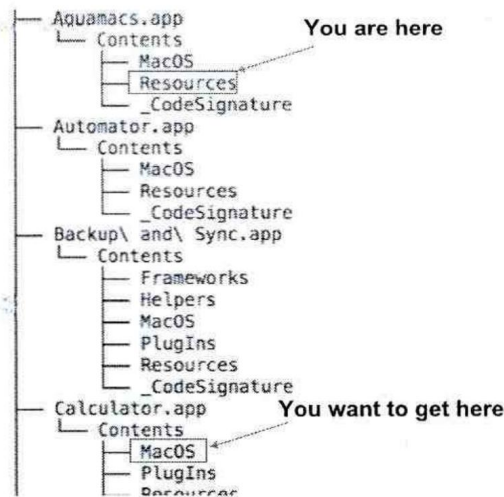 Aquamacs.app
You are here
Contents
MacOS
Resources
_CodeSignature
Automator.app
Contents
MacOS
Resources
_CodeSignature
Backup\ and\ Sync.app
Contents
Frameworks
Helpers
MacOS
PlugIns
Resources
_CodeSignature
Calculator.app
You want to get here
Contents
MacOS
PlugIns
Resources